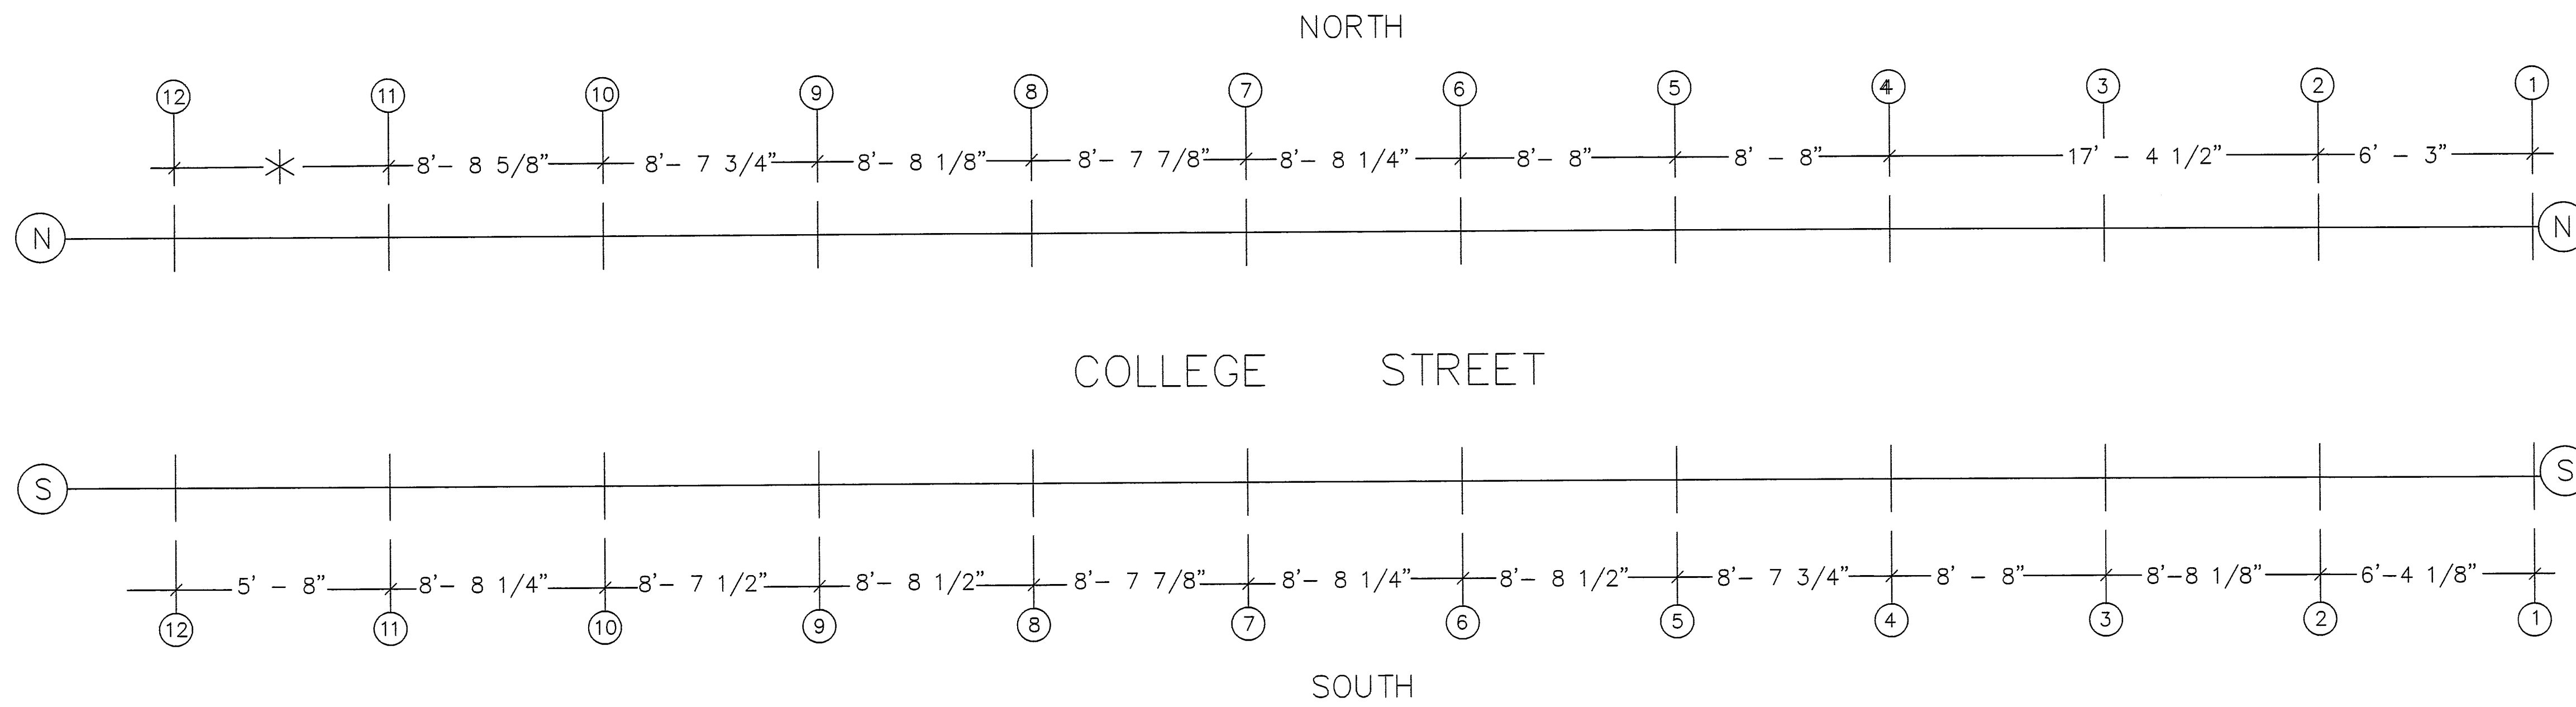 NORTH
12 11 10 9 8 7 6 5 4 3 2 1
* 8'- 8 5/8" 8'- 7 3/4" 8'- 8 1/8" 8'- 7 7/8" 8'- 8 1/4" 8'- 8" 8' - 8" 17' - 4 1/2" 6' - 3"
N N
COLLEGE STREET
S S
5' - 8" 8'- 8 1/4" 8'- 7 1/2" 8'- 8 1/2" 8'- 7 7/8" 8'- 8 1/4" 8'- 8 1/2" 8'- 7 3/4" 8' - 8" 8'-8 1/8" 6'-4 1/8"
12 11 10 9 8 7 6 5 4 3 2 1
SOUTH